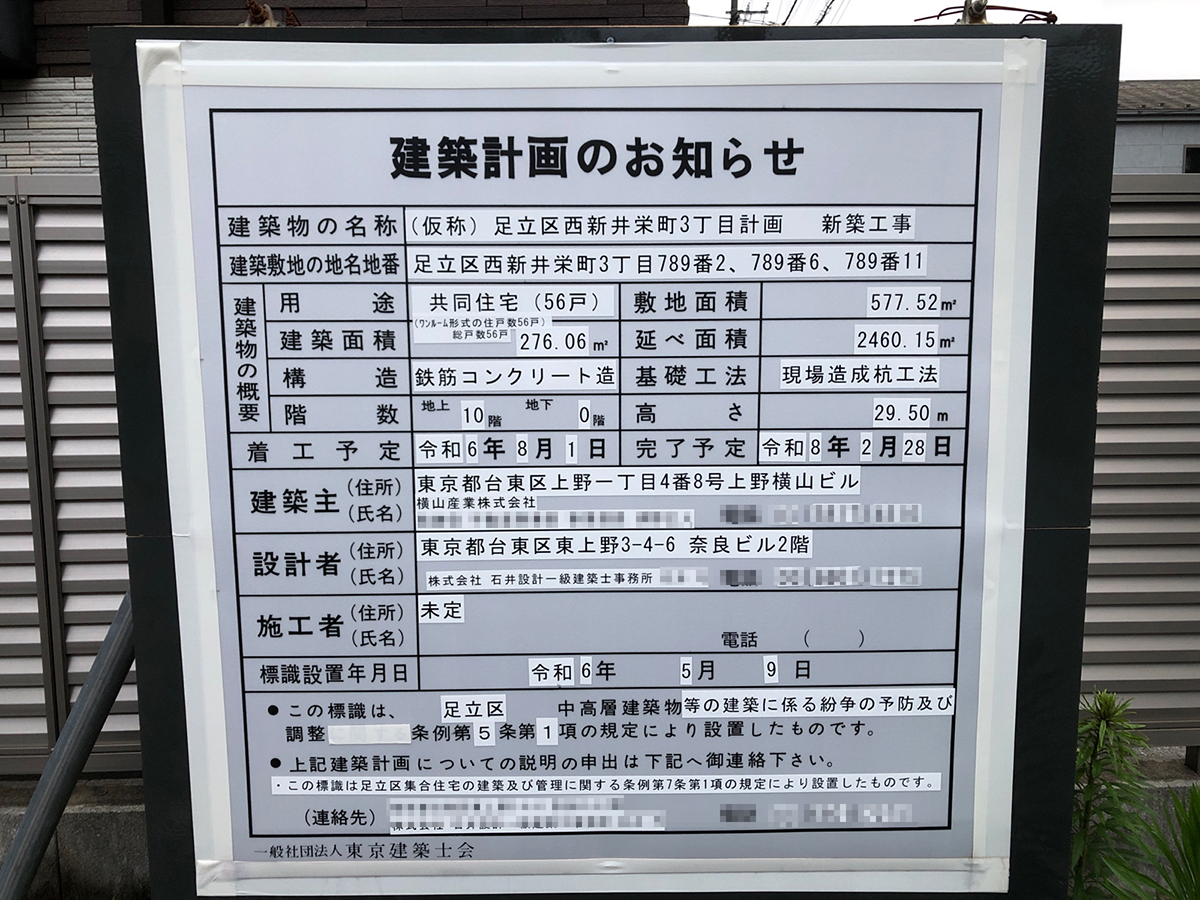 建築計画のお知らせ
建築物の名称 (仮称) 足立区西新井栄町3丁目計画 新築工事
建築敷地の地名地番 足立区西新井栄町3丁目789番2、789番6、789番11
建築物の概要
用途 共同住宅 (56戸) 敷地面積 577.52㎡
(ワンルーム形式の住戸数56戸)
総戸数56戸
建築面積 276.06㎡ 延べ面積 2460.15㎡
構造 鉄筋コンクリート造 基礎工法 現場造成杭工法
階数 地上 10階 地下 0階 高さ 29.50m
着工予定 令和6年8月1日 完了予定 令和8年2月28日
建築主 (住所) 東京都台東区上野一丁目4番8号上野横山ビル
横山産業株式会社
(氏名)
設計者 (住所) 東京都台東区東上野3-4-6 奈良ビル2階
(氏名) 株式会社 石井設計一級建築士事務所
施工者 (住所) 未定
(氏名) 電話 ( )
標識設置年月日 令和6年 5月 9日
●この標識は、 足立区 中高層建築物等の建築に係る紛争の予防及び
調整 条例第5条第1項の規定により設置したものです。
●上記建築計画についての説明の申出は下記へ御連絡下さい。
・この標識は足立区集合住宅の建築及び管理に関する条例第7条第1項の規定により設置したものです。
(連絡先)
一般社団法人 東京建築士会